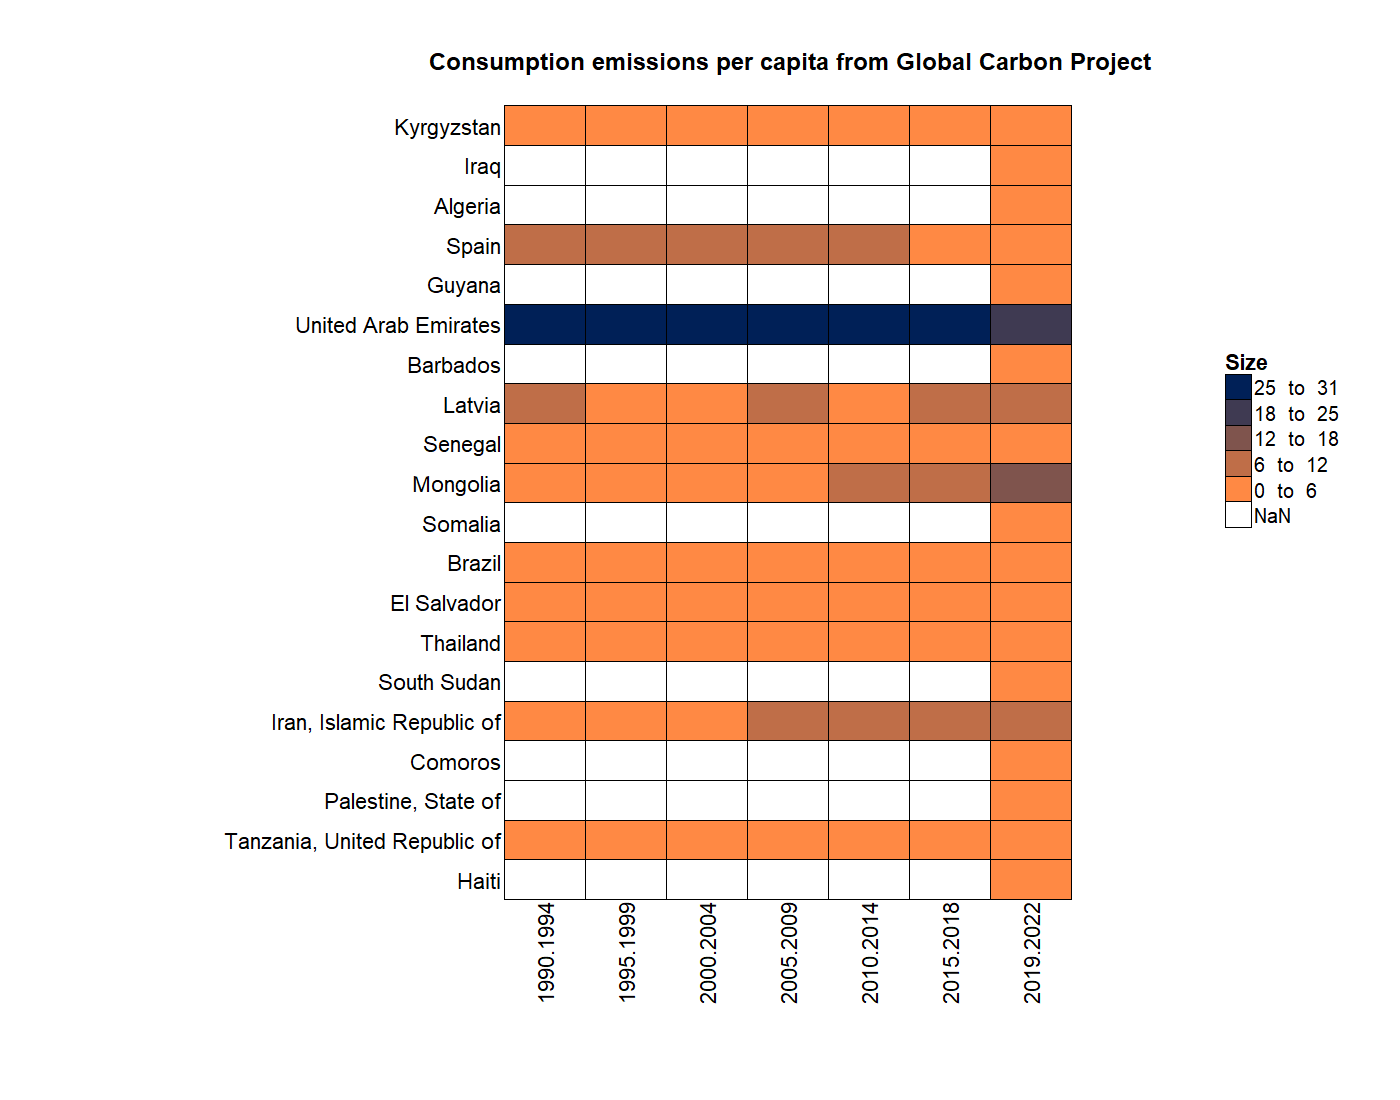 Consumption emissions per capita from Global Carbon Project
Kyrgyzstan
Iraq
Algeria
Spain
Guyana
United Arab Emirates
Barbados
Latvia
Senegal
Mongolia
Somalia
Brazil
El Salvador
Thailand
South Sudan
Iran, Islamic Republic of
Comoros
Palestine, State of
Tanzania, United Republic of
Haiti
1990.1994
1995.1999
2000.2004
2005.2009
2010.2014
2015.2018
2019.2022
Size
25 to 31
18 to 25
12 to 18
6 to 12
0 to 6
NaN